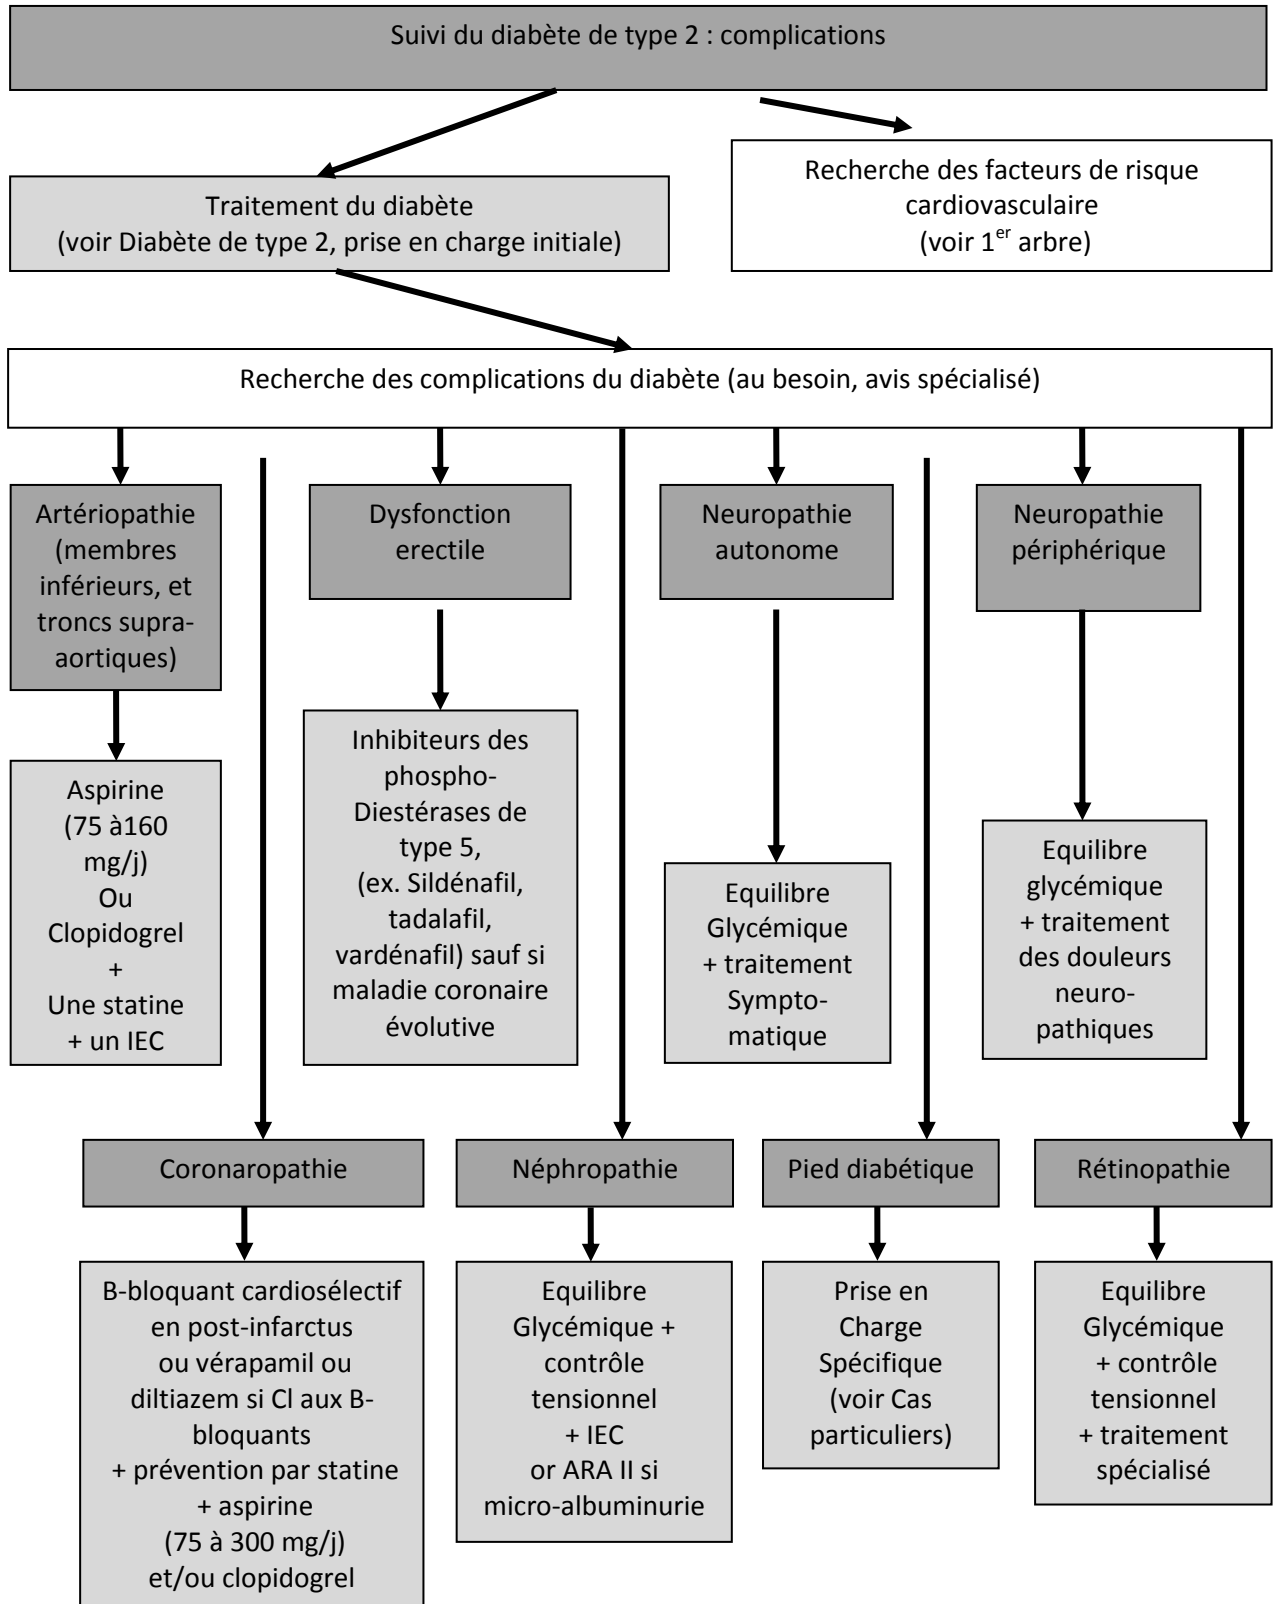 Suivi du diabète de type 2 : complications
Traitement du diabète
(voir Diabète de type 2, prise en charge initiale)
Recherche des facteurs de risque
cardiovasculaire
(voir 1er arbre)
Recherche des complications du diabète (au besoin, avis spécialisé)
Artériopathie
(membres
inférieurs, et
troncs supra-
aortiques)
Dysfonction
erectile
Neuropathie
autonome
Neuropathie
périphérique
Aspirine
(75 à160
mg/j)
Ou
Clopidogrel
+
Une statine
+ un IEC
Inhibiteurs des
phospho-
Diestérases de
type 5,
(ex. Sildénafil,
tadalafil,
vardénafil) sauf si
maladie coronaire
évolutive
Equilibre
Glycémique
+ traitement
Sympto-
matique
Equilibre
glycémique
+ traitement
des douleurs
neuro-
pathiques
Coronaropathie
Néphropathie
Pied diabétique
Rétinopathie
B-bloquant cardiosélectif
en post-infarctus
ou vérapamil ou
diltiazem si CI aux B-
bloquants
+ prévention par statine
+ aspirine
(75 à 300 mg/j)
et/ou clopidogrel
Equilibre
Glycémique +
contrôle
tensionnel
+ IEC
or ARA II si
micro-albuminurie
Prise en
Charge
Spécifique
(voir Cas
particuliers)
Equilibre
Glycémique
+ contrôle
tensionnel
+ traitement
spécialisé